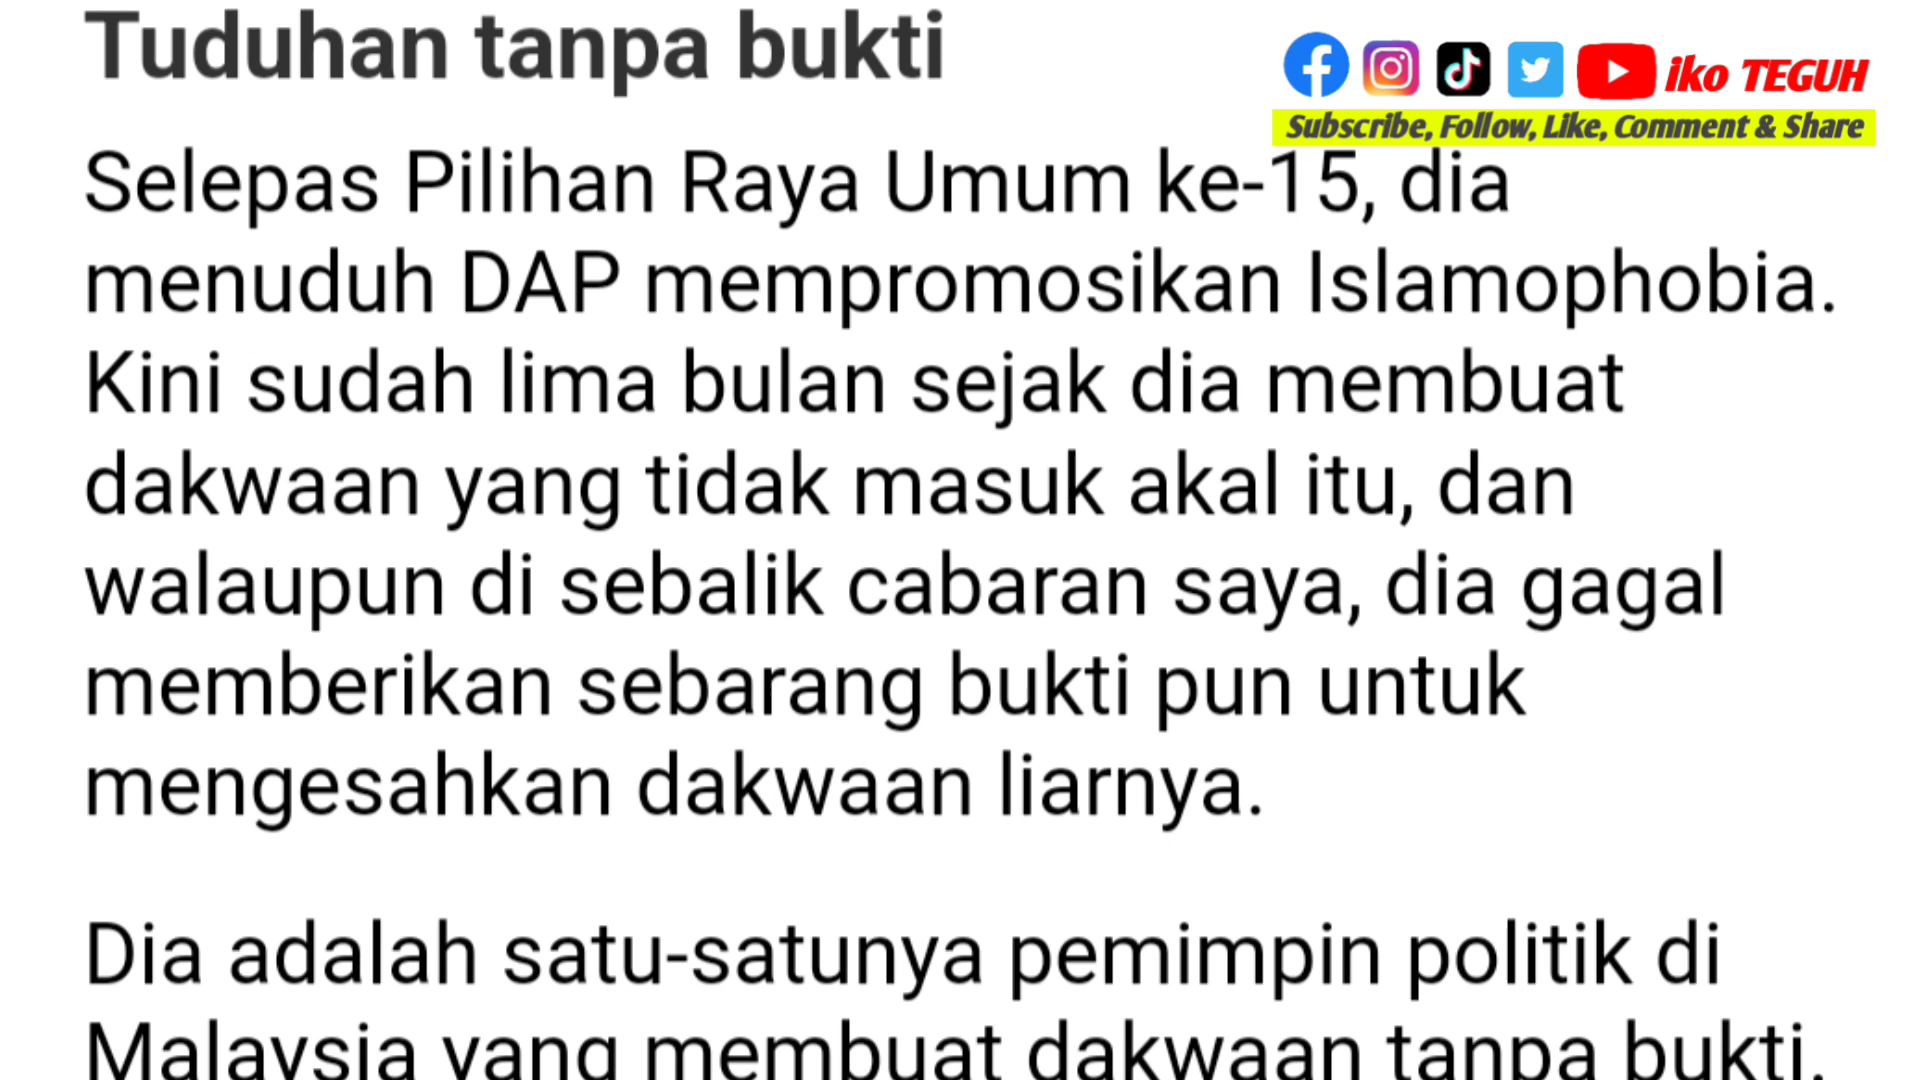 Tuduhan tanpa bukti
iko TEGUH
Subscribe, Follow, Like, Comment & Share
Selepas Pilihan Raya Umum ke-15, dia
menuduh DAP mempromosikan Islamophobia.
Kini sudah lima bulan sejak dia membuat
dakwaan yang tidak masuk akal itu, dan
walaupun di sebalik cabaran saya, dia gagal
memberikan sebarang bukti pun untuk
mengesahkan dakwaan liarnya.
Dia adalah satu-satunya pemimpin politik di
Malaysia yang membuat dakwaan tanpa bukti.